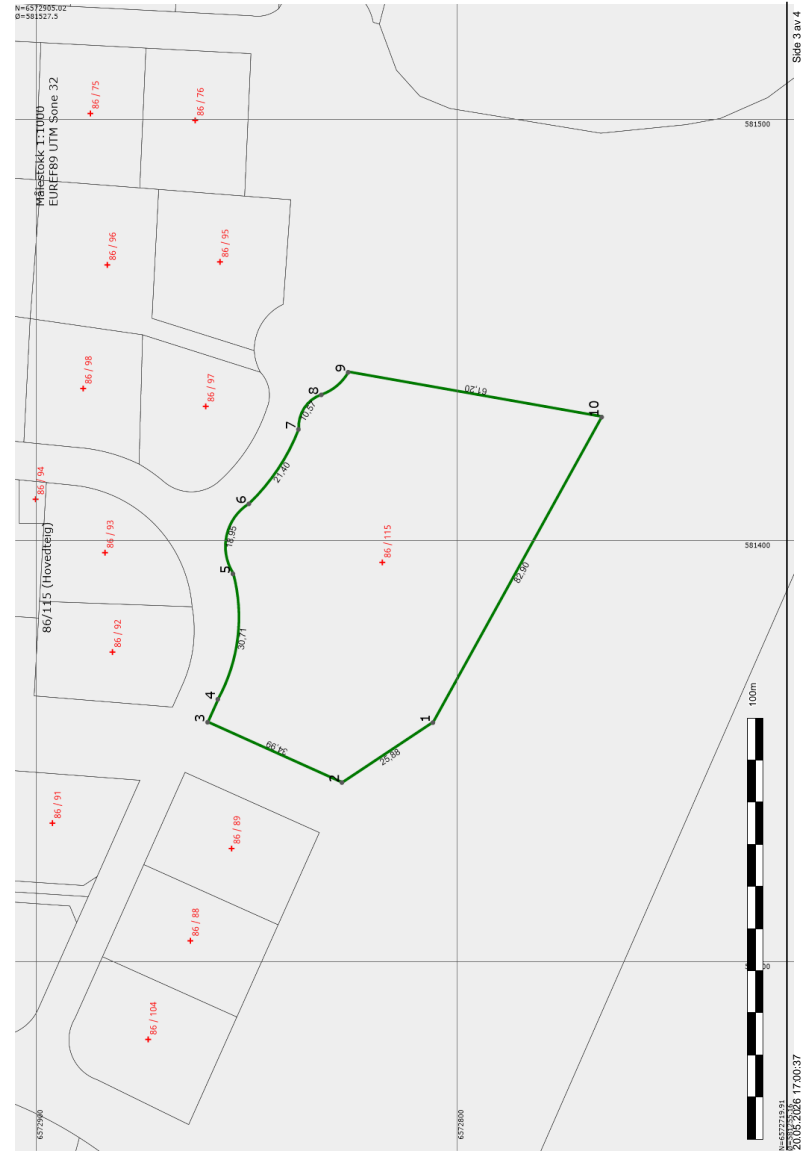 N=6572905.02
Ø=581527.5
Målestokk 1:1000
EUREF89 UTM Sone 32
86/115 (Hovedteig)
86 / 75
86 / 76
86 / 96
86 / 95
86 / 98
86 / 97
86 / 94
86 / 93
86 / 92
86 / 91
86 / 89
86 / 88
86 / 104
86 / 115
1
2
3
4
5
6
7
8
9
10
25,88
34,99
30,71
18,95
21,40
10,57
61,20
82,90
581500
581400
6572900
6572800
100m
N=6572719.91
20.05.2026 17:00:37
Side 3 av 4